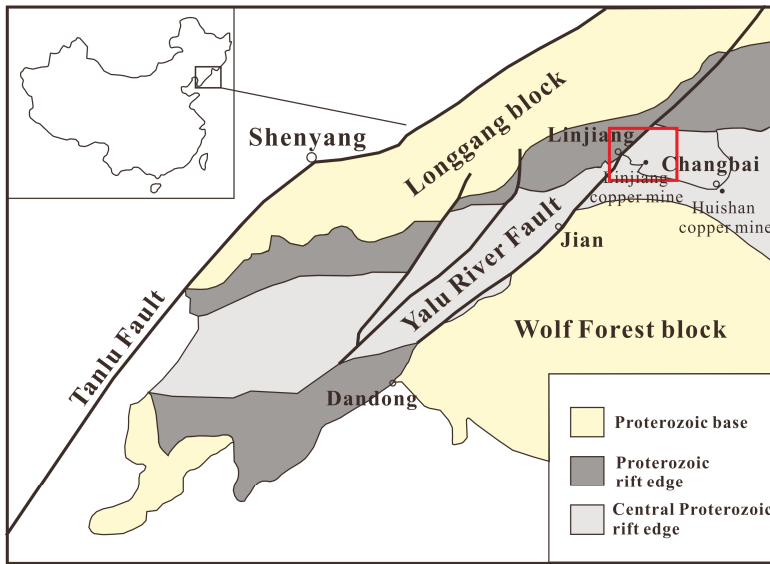 Shenyang
Longgang block
Linjiang
Changbai
Linjiang
copper mine
Huishan
copper mine
Jian
Yalu River Fault
Tanlu Fault
Wolf Forest block
Dandong
Proterozoic base
Proterozoic
rift edge
Central Proterozoic
rift edge